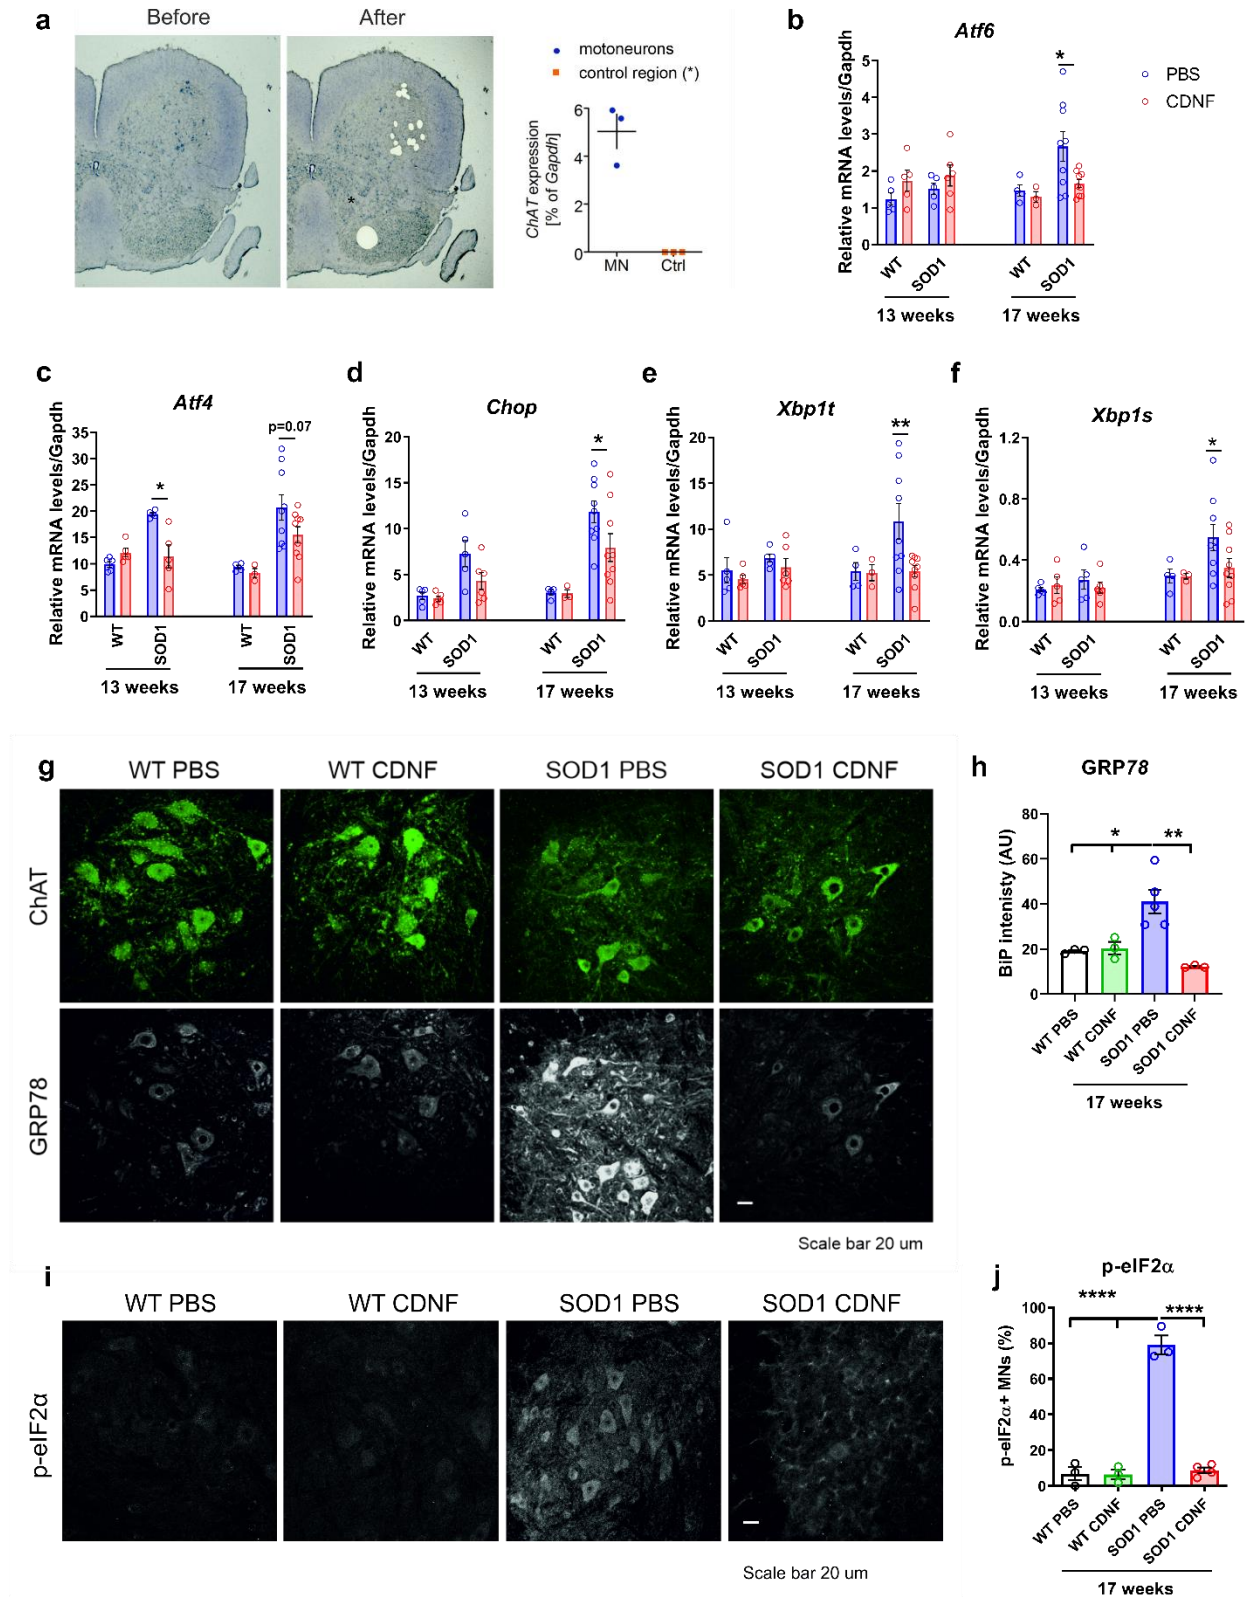 a
Before
After
motoneurons
control region (*)
ChAT expression
[% of Gapdh]
6
4
2
0
MN
Ctrl
*
b
Atf6
Relative mRNA levels/Gapdh
5
4
3
2
1
0
*
PBS
CDNF
WT
SOD1
WT
SOD1
13 weeks
17 weeks
c
Atf4
Relative mRNA levels/Gapdh
35
30
25
20
15
10
5
0
*
p=0.07
WT
SOD1
WT
SOD1
13 weeks
17 weeks
d
Chop
Relative mRNA levels/Gapdh
20
15
10
5
0
*
WT
SOD1
WT
SOD1
13 weeks
17 weeks
e
Xbp1t
Relative mRNA levels/Gapdh
20
15
10
5
0
**
WT
SOD1
WT
SOD1
13 weeks
17 weeks
f
Xbp1s
Relative mRNA levels/Gapdh
1.2
0.8
0.4
0.0
*
WT
SOD1
WT
SOD1
13 weeks
17 weeks
g
WT PBS
WT CDNF
SOD1 PBS
SOD1 CDNF
ChAT
GRP78
Scale bar 20 um
h
GRP78
BiP intenisty (AU)
80
60
40
20
0
*
**
WT PBS
WT CDNF
SOD1 PBS
SOD1 CDNF
17 weeks
i
WT PBS
WT CDNF
SOD1 PBS
SOD1 CDNF
p-eIF2α
Scale bar 20 um
j
p-eIF2α
p-eIF2α+ MNs (%)
100
80
60
40
20
0
****
****
WT PBS
WT CDNF
SOD1 PBS
SOD1 CDNF
17 weeks